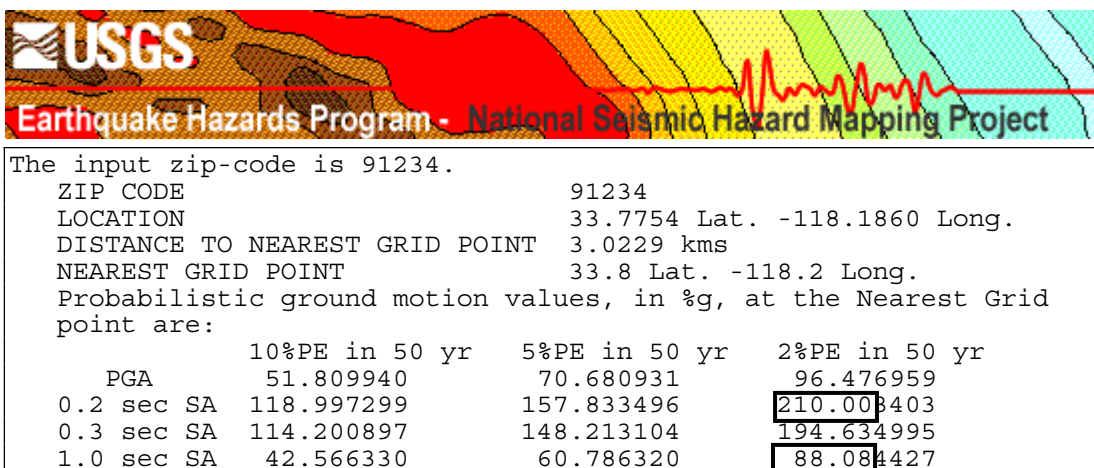 USGS
Earthquake Hazards Program - National Seismic Hazard Mapping Project
The input zip-code is 91234.
ZIP CODE 91234
LOCATION 33.7754 Lat. -118.1860 Long.
DISTANCE TO NEAREST GRID POINT 3.0229 kms
NEAREST GRID POINT 33.8 Lat. -118.2 Long.
Probabilistic ground motion values, in %g, at the Nearest Grid
point are:
10%PE in 50 yr 5%PE in 50 yr 2%PE in 50 yr
PGA 51.809940 70.680931 96.476959
0.2 sec SA 118.997299 157.833496 210.003403
0.3 sec SA 114.200897 148.213104 194.634995
1.0 sec SA 42.566330 60.786320 88.084427